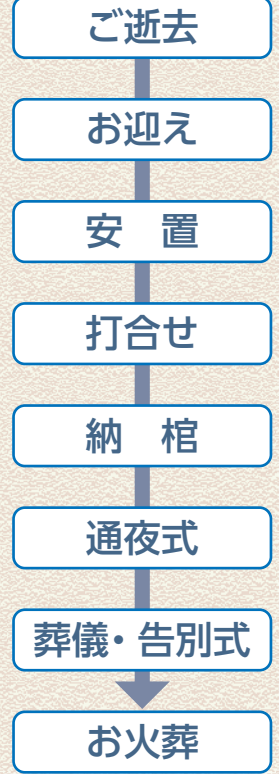 ご逝去
お迎え
安　置
打合せ
納　棺
通夜式
葬儀・告別式
お火葬